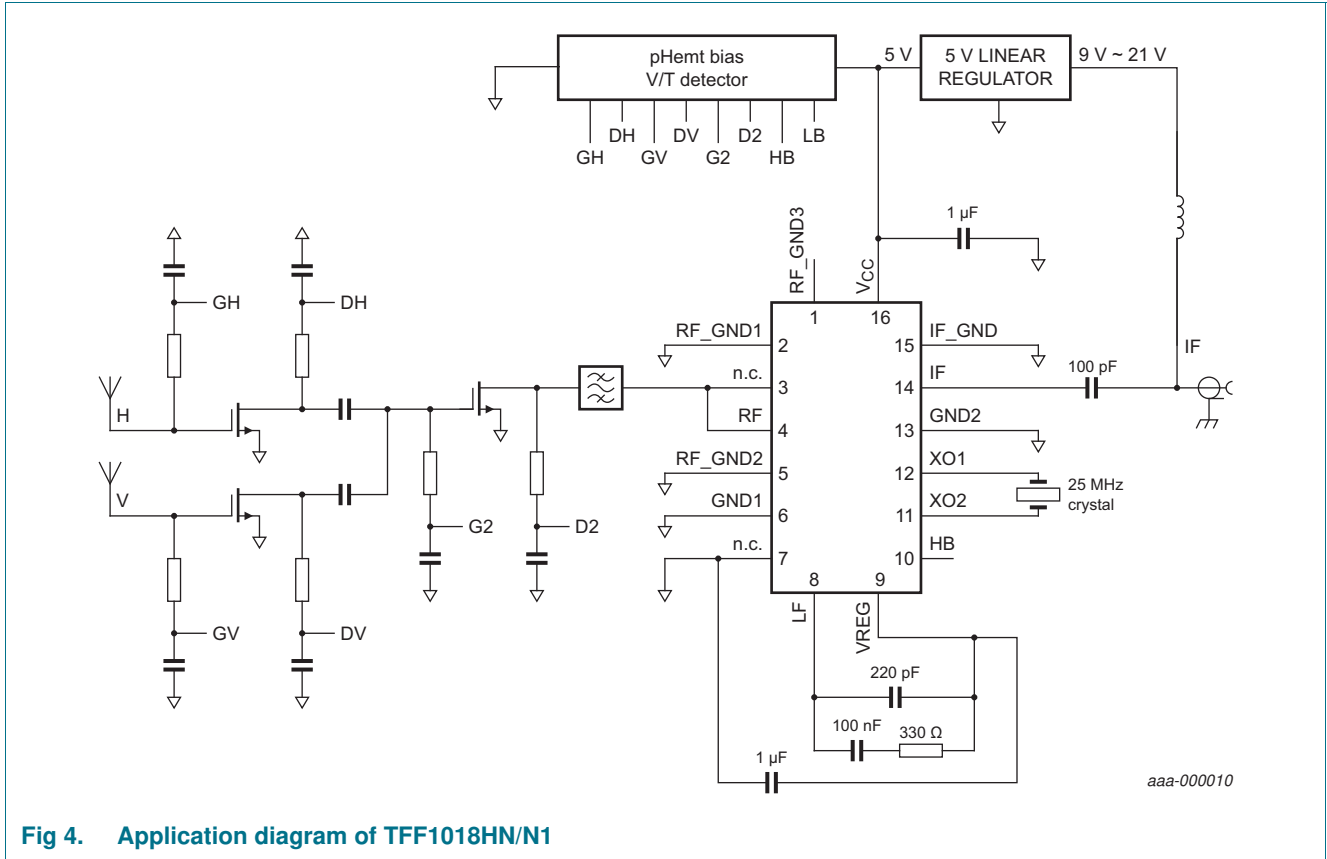 pHemt bias
V/T detector
5 V
5 V LINEAR
REGULATOR
9 V ~ 21 V
GH
DH
GV
DV
G2
D2
HB
LB
RF_GND3
VCC
1 µF
1
16
GH
DH
RF_GND1
2
15
IF_GND
n.c.
3
14
IF
100 pF
IF
H
RF
4
13
GND2
RF_GND2
5
12
XO1
25 MHz
crystal
V
GND1
6
11
XO2
G2
D2
n.c.
7
10
HB
8
9
LF
VREG
GV
DV
220 pF
100 nF
330 Ω
1 µF
aaa-000010
Fig 4. Application diagram of TFF1018HN/N1